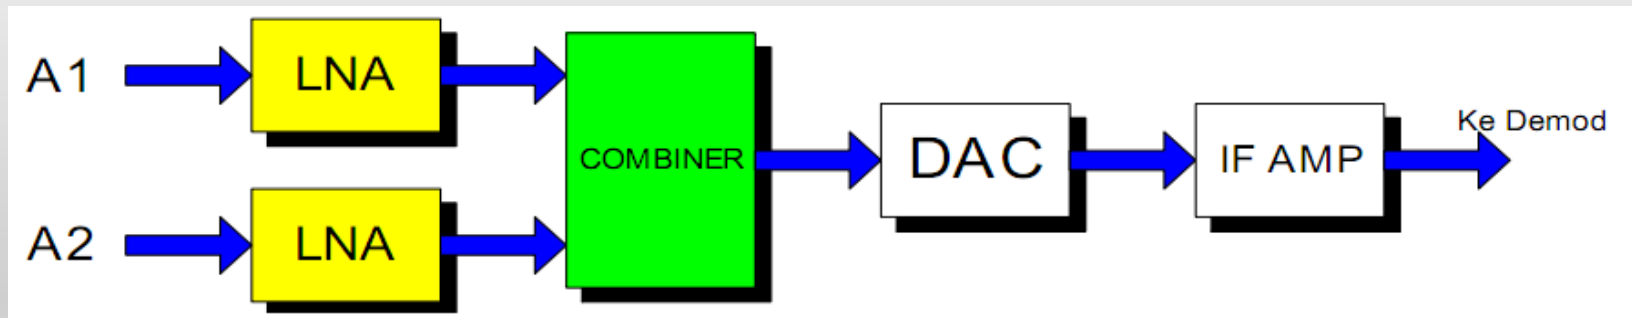 A1
LNA
A2
LNA
COMBINER
DAC
IF AMP
Ke Demod